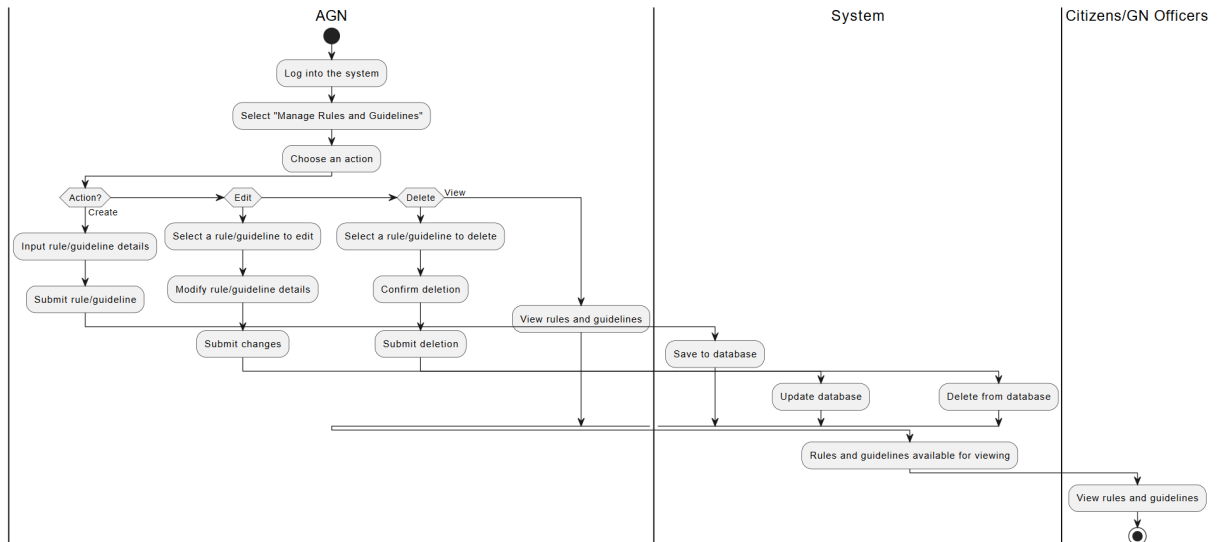 AGN
System
Citizens/GN Officers
Log into the system
Select "Manage Rules and Guidelines"
Choose an action
Action?
Edit
Delete
View
Create
Input rule/guideline details
Select a rule/guideline to edit
Select a rule/guideline to delete
Submit rule/guideline
Modify rule/guideline details
Confirm deletion
View rules and guidelines
Submit changes
Submit deletion
Save to database
Update database
Delete from database
Rules and guidelines available for viewing
View rules and guidelines